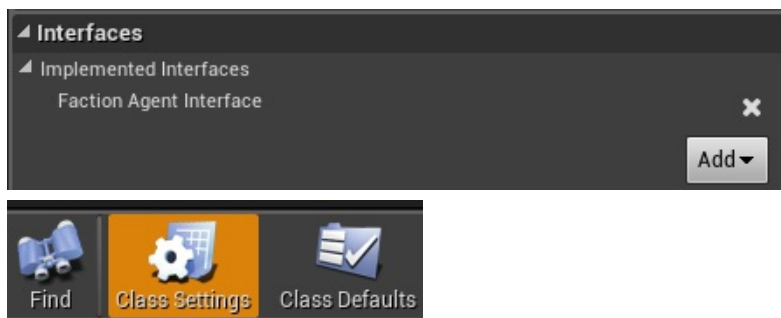 Interfaces
Implemented Interfaces
Faction Agent Interface
Add
Find
Class Settings
Class Defaults